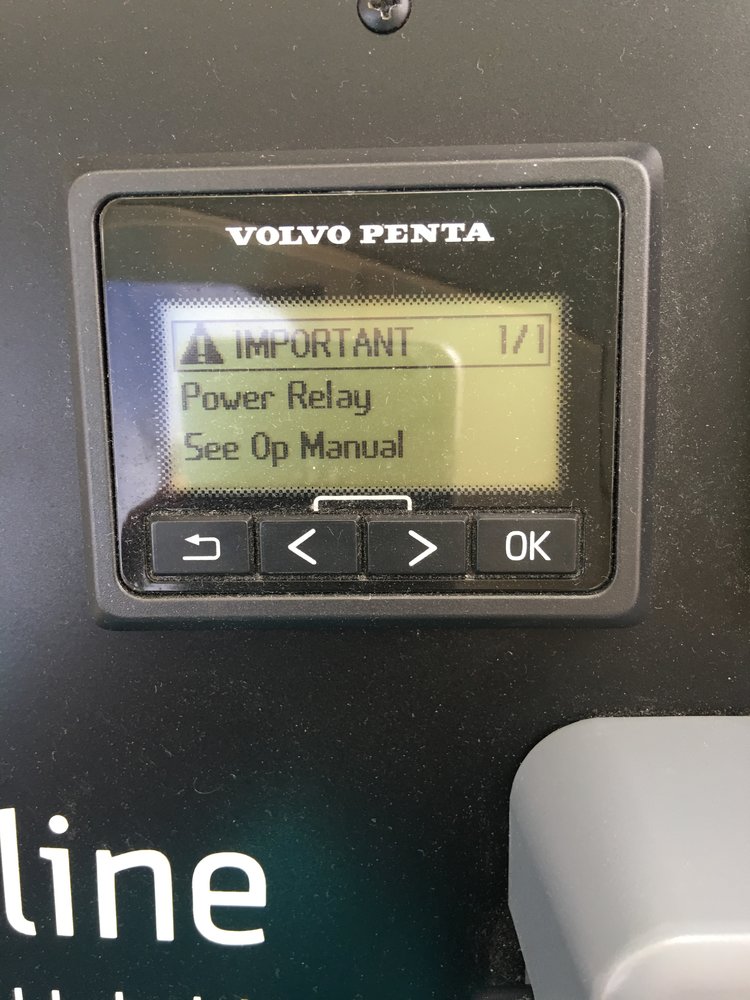 VOLVO PENTA
IMPORTANT 1/1
Power Relay
See Op Manual
OK
line